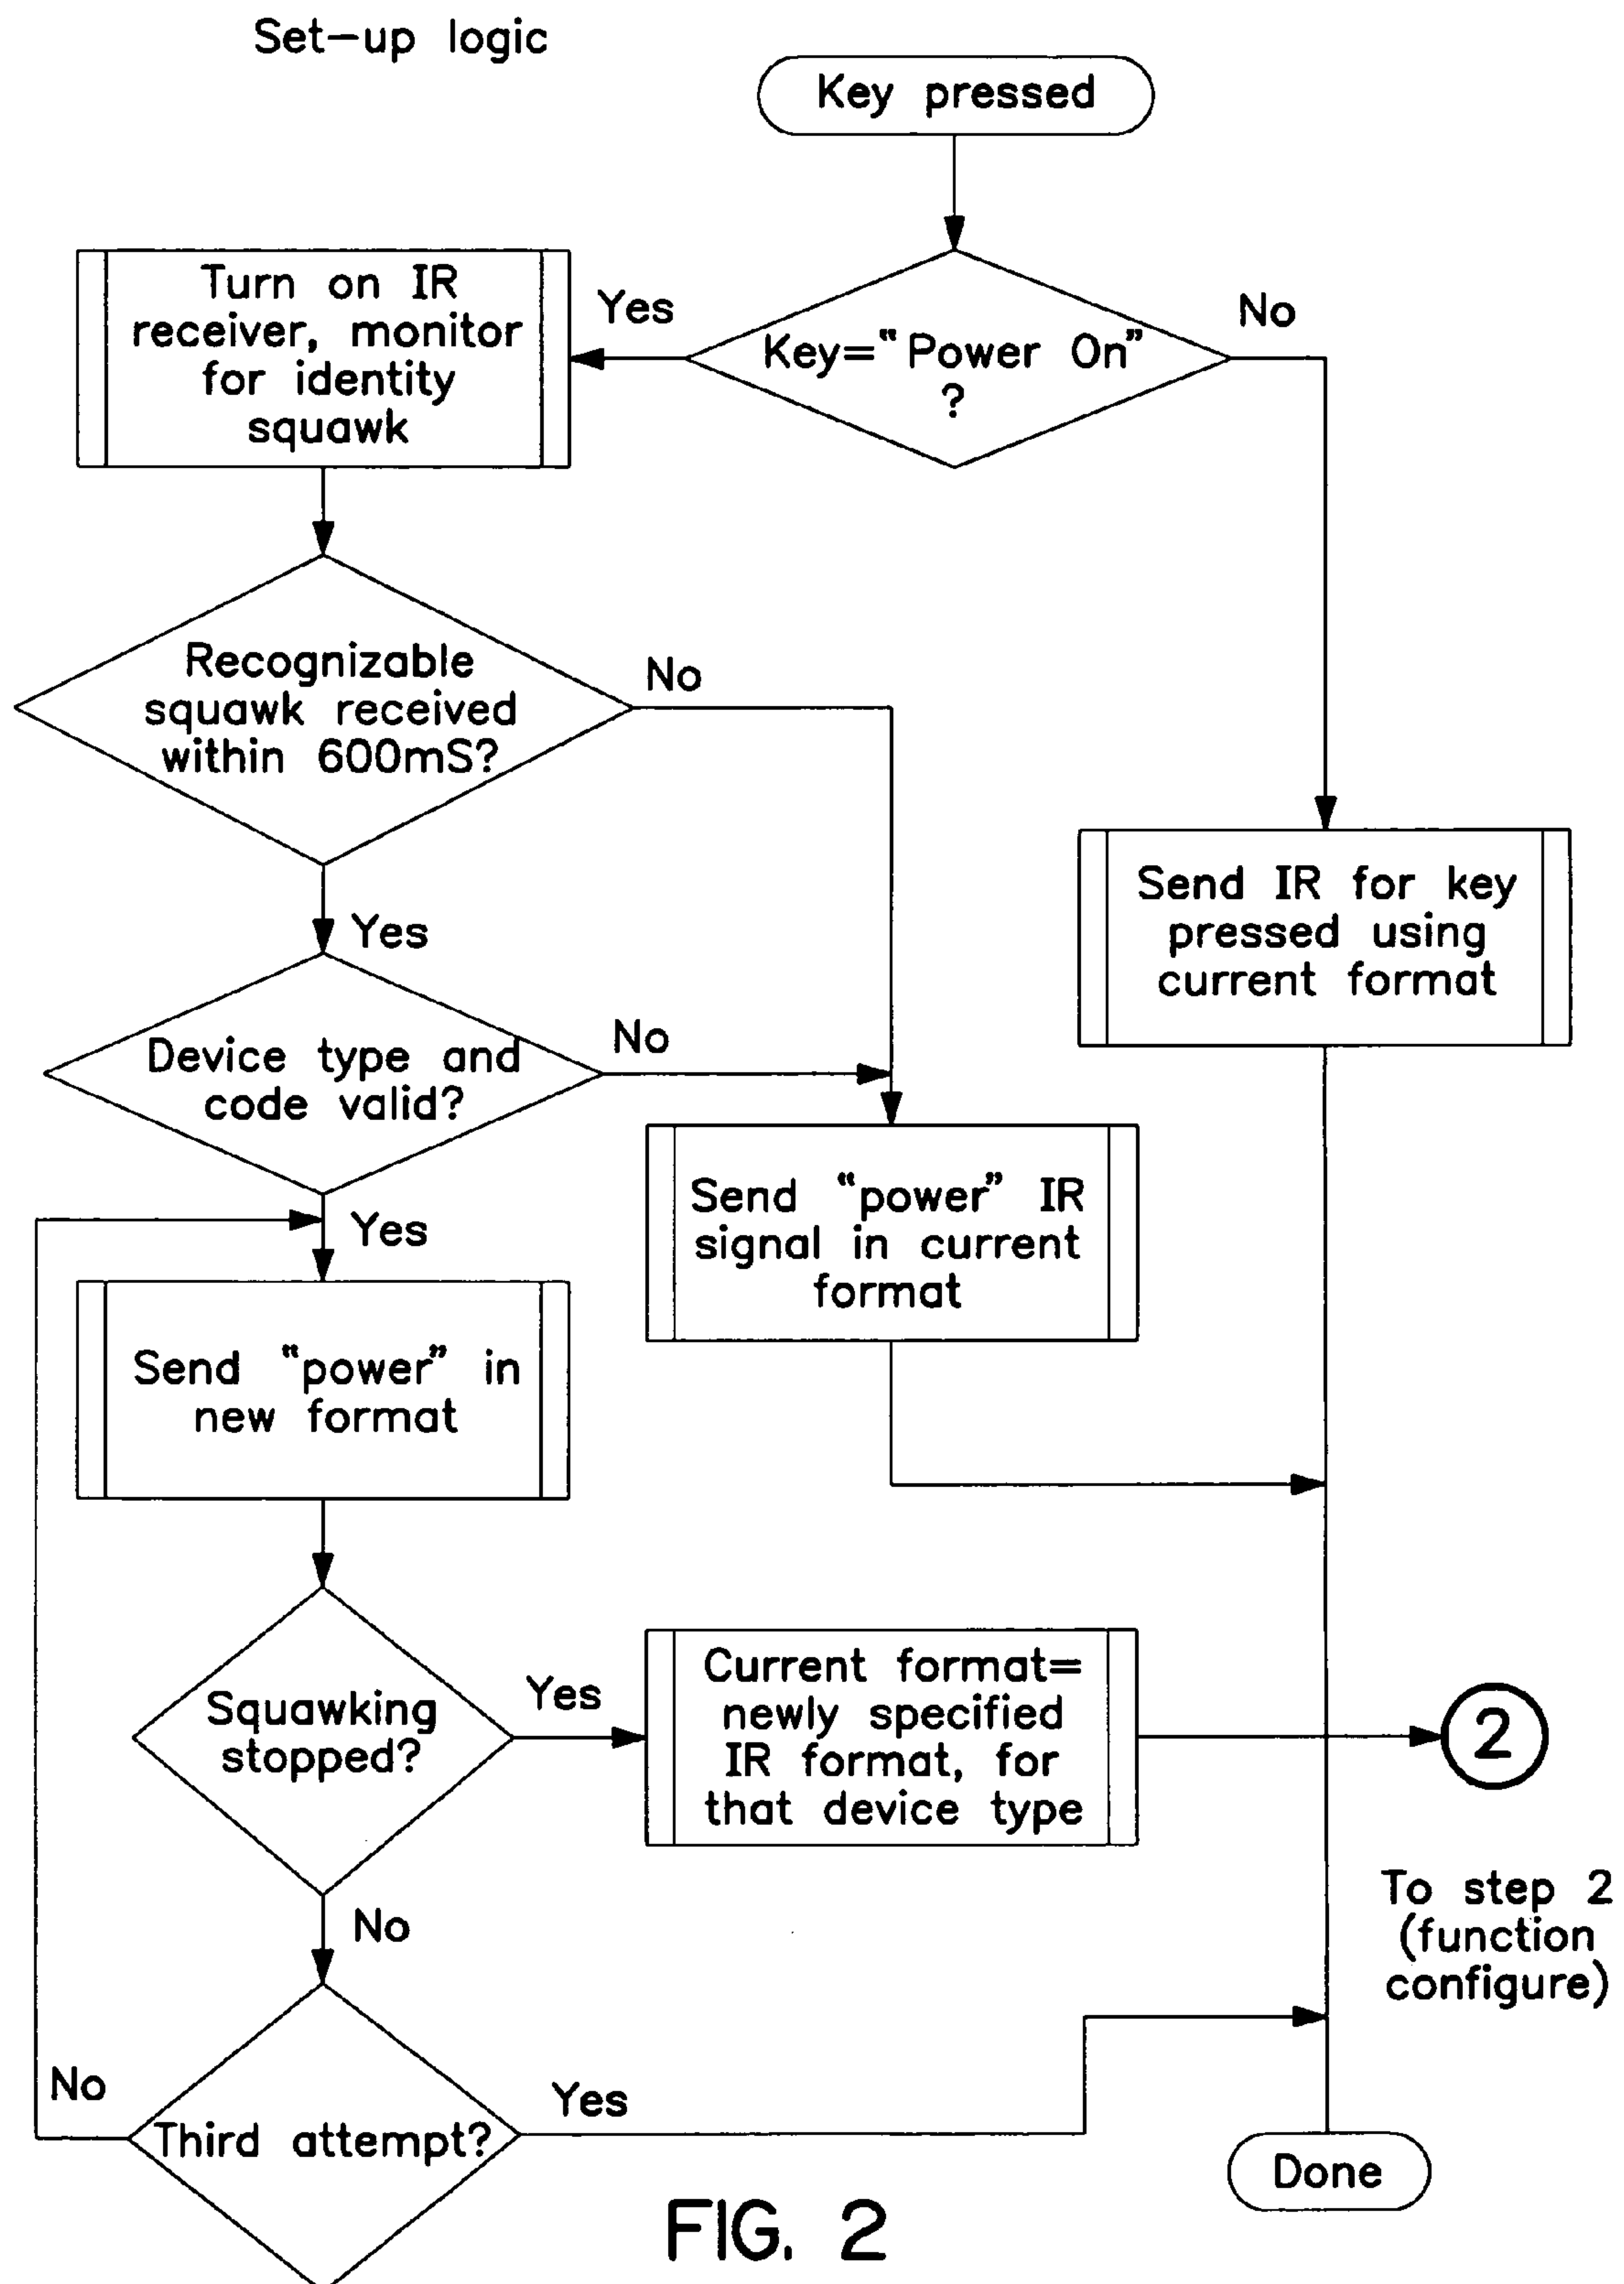 Set-up logic
Key pressed
Key="Power On"
?
Yes
No
Turn on IR
receiver, monitor
for identity
squawk
Recognizable
squawk received
within 600mS?
No
Yes
Send IR for key
pressed using
current format
Device type and
code valid?
No
Yes
Send "power" IR
signal in current
format
Send "power" in
new format
Squawking
stopped?
Yes
No
Current format=
newly specified
IR format, for
that device type
2
To step 2
(function
configure)
Third attempt?
No
Yes
Done
FIG. 2